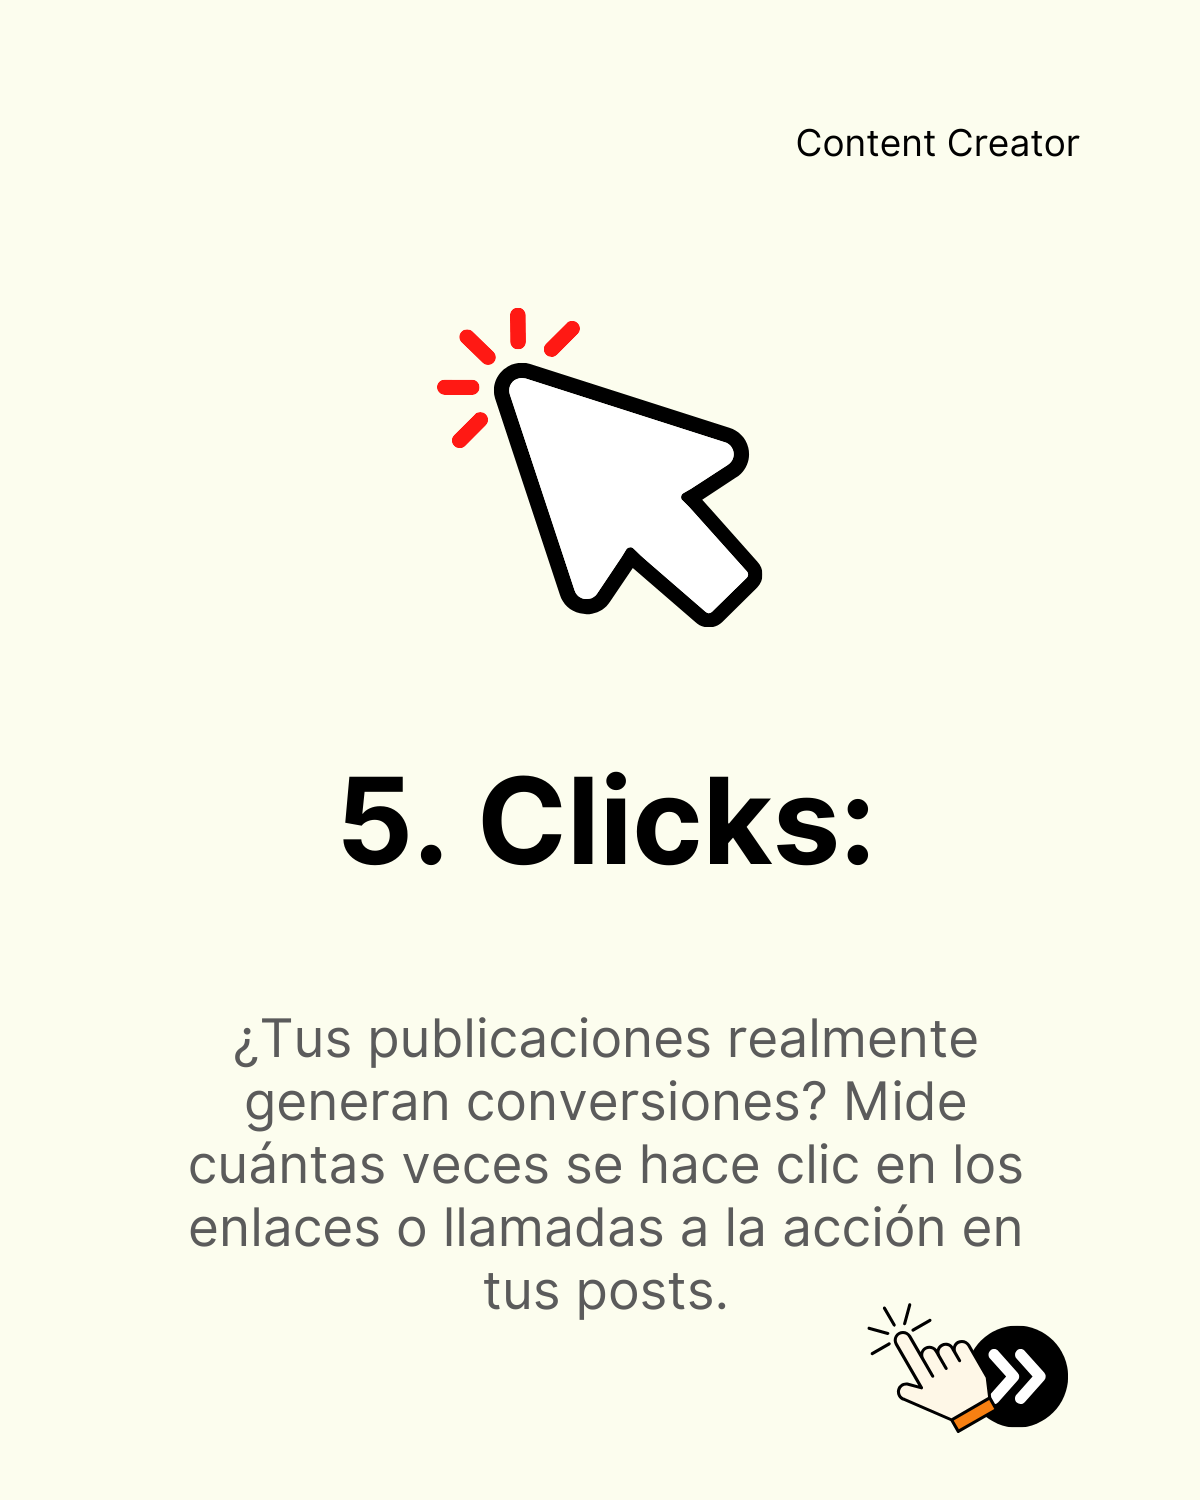 Content Creator
5. Clicks:
¿Tus publicaciones realmente
generan conversiones? Mide
cuántas veces se hace clic en los
enlaces o llamadas a la acción en
tus posts.